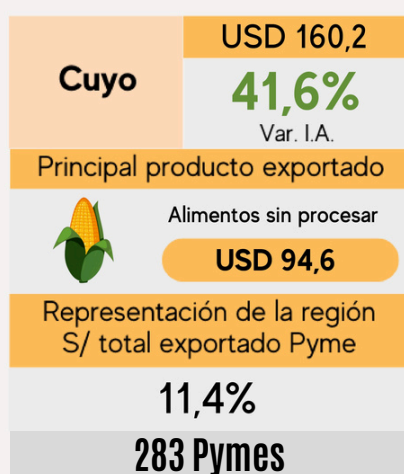 Cuyo
USD 160,2
41,6%
Var. I.A.
Principal producto exportado
Alimentos sin procesar
USD 94,6
Representación de la región
S/ total exportado Pyme
11,4%
283 Pymes